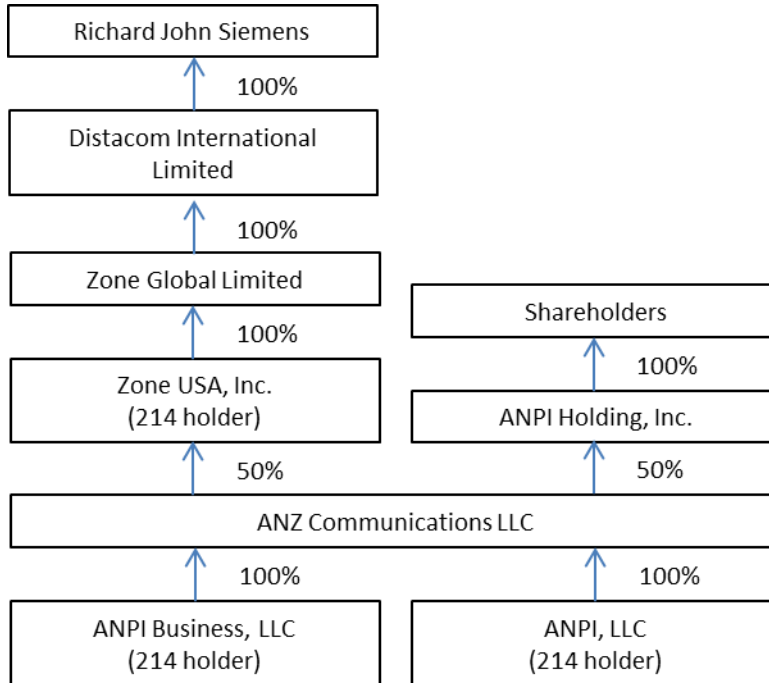 Richard John Siemens
100%
Distacom International
Limited
100%
Zone Global Limited
100%
Shareholders
100%
Zone USA, Inc.
(214 holder)
ANPI Holding, Inc.
50%
50%
ANZ Communications LLC
100%
100%
ANPI Business, LLC
(214 holder)
ANPI, LLC
(214 holder)